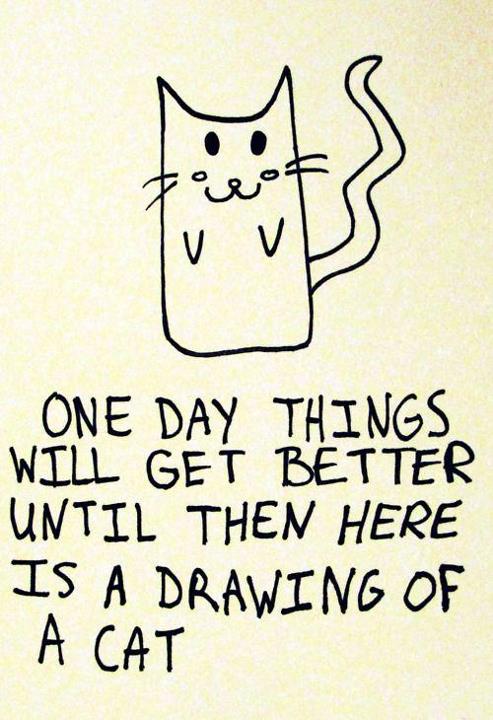 ONE DAY THINGS
WILL GET BETTER
UNTIL THEN HERE
IS A DRAWING OF
A CAT